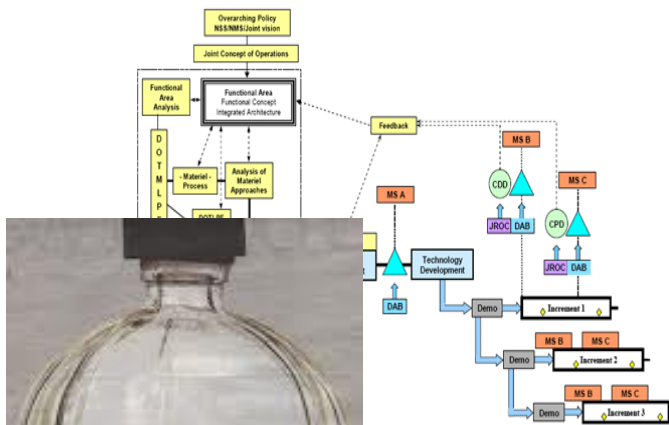 Overarching Policy
NSS/NMS/Joint vision
Joint Concept of Operations
Functional
Area
Analysis
Functional Area
Functional Concept
Integrated Architecture
Feedback
D
O
T
M
L
P
- Materiel -
Process
Analysis of
Materiel
Approaches
MS A
MS B
MS C
CDD
CPD
JROC
DAB
JROC
DAB
Technology
Development
DAB
Demo
Increment 1
MS B
MS C
Demo
Increment 2
MS B
MS C
Demo
Increment 3